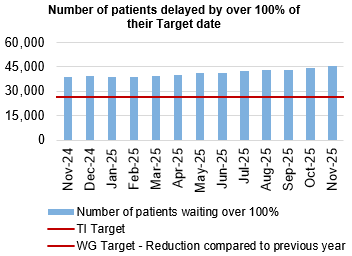 Number of patients delayed by over 100% of
their Target date
60,000
45,000
30,000
15,000
0
Nov-24
Dec-24
Jan-25
Feb-25
Mar-25
Apr-25
May-25
Jun-25
Jul-25
Aug-25
Sep-25
Oct-25
Nov-25
Number of patients waiting over 100%
TI Target
WG Target - Reduction compared to previous year